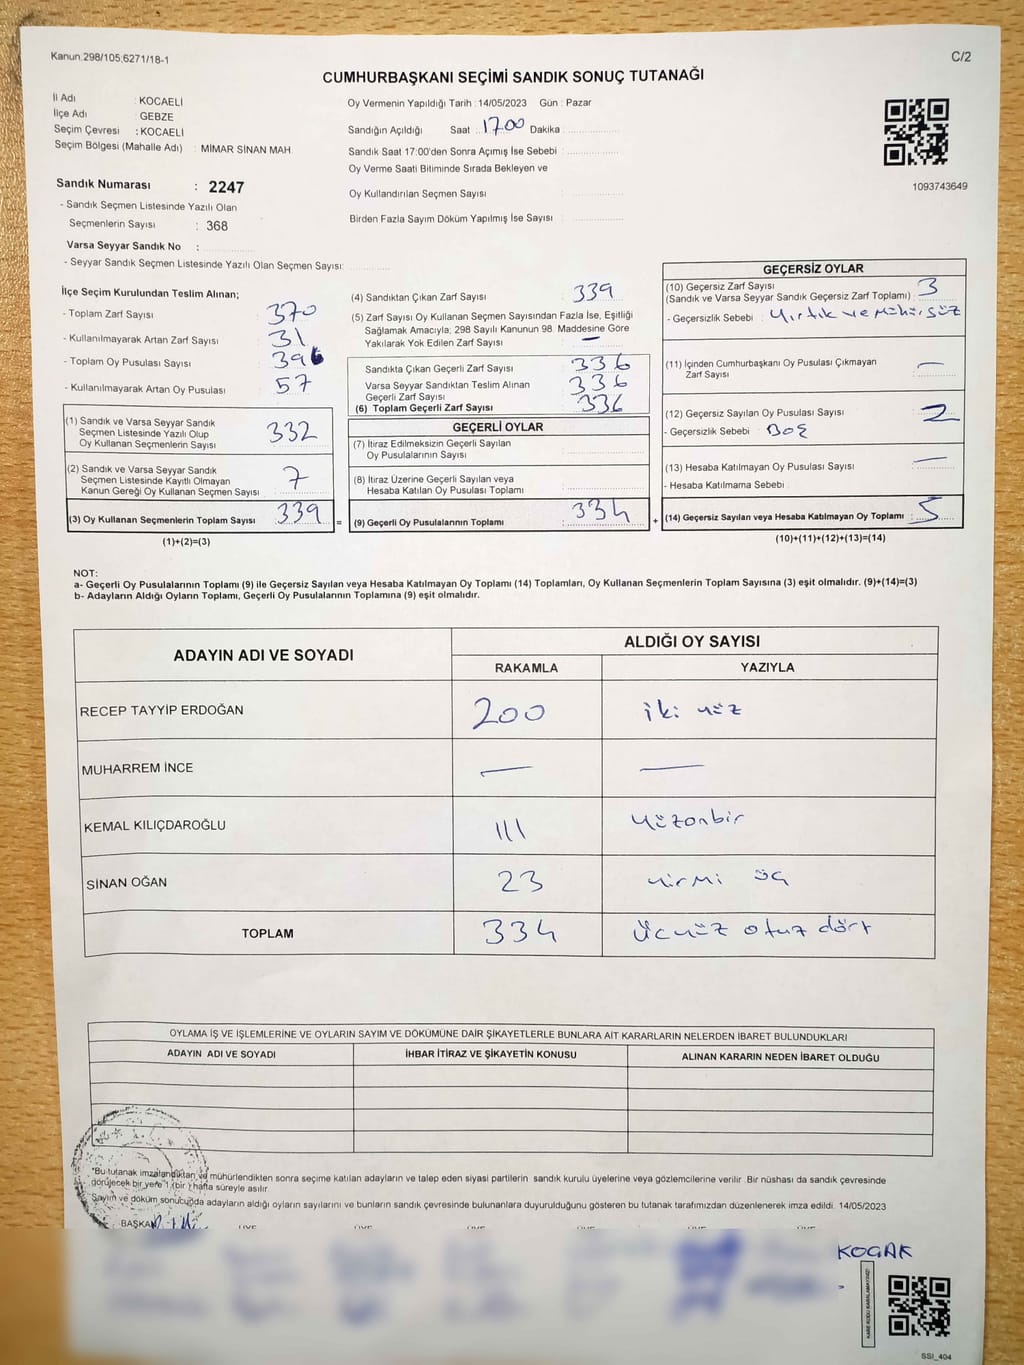 Kanun.298/105,6271/18-1
C/2
CUMHURBAŞKANI SEÇİMİ SANDIK SONUÇ TUTANAĞI
İl Adı : KOCAELİ
İlçe Adı : GEBZE
Seçim Çevresi : KOCAELİ
Seçim Bölgesi (Mahalle Adı) : MİMAR SİNAN MAH.
Sandık Numarası : 2247
- Sandık Seçmen Listesinde Yazılı Olan
Seçmenlerin Sayısı : 368
Varsa Seyyar Sandık No :
- Seyyar Sandık Seçmen Listesinde Yazılı Olan Seçmen Sayısı:
Oy Vermenin Yapıldığı Tarih : 14/05/2023 Gün : Pazar
Sandığın Açıldığı Saat 17.00 Dakika
Sandık Saat 17:00'den Sonra Açımış İse Sebebi :
Oy Verme Saati Bitiminde Sırada Bekleyen ve
Oy Kullandırılan Seçmen Sayısı :
Birden Fazla Sayım Döküm Yapılmış İse Sayısı :
1093743649
İlçe Seçim Kurulundan Teslim Alınan;
- Toplam Zarf Sayısı : 370
- Kullanılmayarak Artan Zarf Sayısı : 31
- Toplam Oy Pusulası Sayısı : 396
- Kullanılmayarak Artan Oy Pusulası : 57
(1) Sandık ve Varsa Seyyar Sandık
Seçmen Listesinde Yazılı Olup
Oy Kullanan Seçmenlerin Sayısı : 332
(2) Sandık ve Varsa Seyyar Sandık
Seçmen Listesinde Kayıtlı Olmayan
Kanun Gereği Oy Kullanan Seçmen Sayısı : 7
(3) Oy Kullanan Seçmenlerin Toplam Sayısı : 339
(1)+(2)=(3)
=
(4) Sandıktan Çıkan Zarf Sayısı : 339
(5) Zarf Sayısı Oy Kullanan Seçmen Sayısından Fazla İse, Eşitliği
Sağlamak Amacıyla; 298 Sayılı Kanunun 98. Maddesine Göre
Yakılarak Yok Edilen Zarf Sayısı : —
Sandıkta Çıkan Geçerli Zarf Sayısı : 336
Varsa Seyyar Sandıktan Teslim Alınan
Geçerli Zarf Sayısı : 336
(6) Toplam Geçerli Zarf Sayısı : 336
GEÇERLİ OYLAR
(7) İtiraz Edilmeksizin Geçerli Sayılan
Oy Pusulalarının Sayısı :
(8) İtiraz Üzerine Geçerli Sayılan veya
Hesaba Katılan Oy Pusulası Toplamı :
(9) Geçerli Oy Pusulalarının Toplamı : 334
+
GEÇERSİZ OYLAR
(10) Geçersiz Zarf Sayısı
(Sandık ve Varsa Seyyar Sandık Geçersiz Zarf Toplamı) : 3
- Geçersizlik Sebebi : Yırtık ve Mühürsüz
(11) İçinden Cumhurbaşkanı Oy Pusulası Çıkmayan
Zarf Sayısı : —
(12) Geçersiz Sayılan Oy Pusulası Sayısı : 2
- Geçersizlik Sebebi : BOŞ
(13) Hesaba Katılmayan Oy Pusulası Sayısı : —
- Hesaba Katılmama Sebebi :
(14) Geçersiz Sayılan veya Hesaba Katılmayan Oy Toplamı : 5
(10)+(11)+(12)+(13)=(14)
NOT:
a- Geçerli Oy Pusulalarının Toplamı (9) ile Geçersiz Sayılan veya Hesaba Katılmayan Oy Toplamı (14) Toplamları, Oy Kullanan Seçmenlerin Toplam Sayısına (3) eşit olmalıdır. (9)+(14)=(3)
b- Adayların Aldığı Oyların Toplamı, Geçerli Oy Pusulalarının Toplamına (9) eşit olmalıdır.
ADAYIN ADI VE SOYADI
ALDIĞI OY SAYISI
RAKAMLA YAZIYLA
RECEP TAYYİP ERDOĞAN 200 iki yüz
MUHARREM İNCE — —
KEMAL KILIÇDAROĞLU 111 yüzonbir
SİNAN OĞAN 23 yirmi üç
TOPLAM 334 Üçyüz otuz dört
OYLAMA İŞ VE İŞLEMLERİNE VE OYLARIN SAYIM VE DÖKÜMÜNE DAİR ŞİKAYETLERLE BUNLARA AİT KARARLARIN NELERDEN İBARET BULUNDUKLARI
ADAYIN ADI VE SOYADI İHBAR İTİRAZ VE ŞİKAYETİN KONUSU ALINAN KARARIN NEDEN İBARET OLDUĞU
"Bu tutanak imzalandıktan ve mühürlendikten sonra seçime katılan adayların ve talep eden siyasi partilerin sandık kurulu üyelerine veya gözlemcilerine verilir. Bir nüshası da sandık çevresinde
görülecek bir yere 1 (bir) hafta süreyle asılır.
Sayım ve döküm sonucunda adayların aldığı oyların sayılarını ve bunların sandık çevresinde bulunanlara duyurulduğunu gösteren bu tutanak tarafımızdan düzenlenerek imza edildi. 14/05/2023
BAŞKAN ÜYE ÜYE ÜYE ÜYE ÜYE ÜYE
KOÇAK
SSİ_404